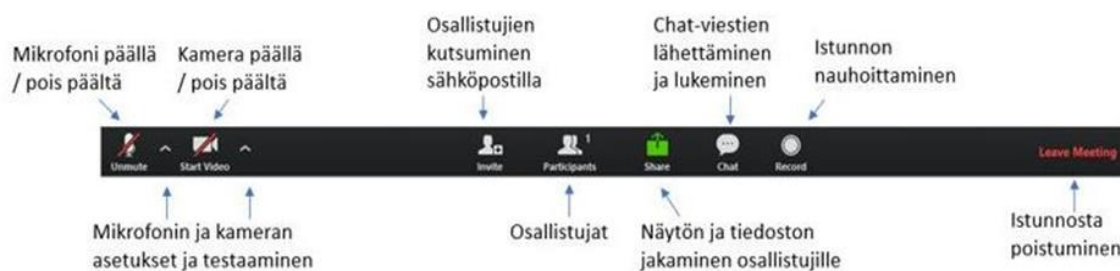 Mikrofoni päällä
/ pois päältä
Kamera päällä
/ pois päältä
Osallistujien
kutsuminen
sähköpostilla
Chat-viestien
lähettäminen
ja lukeminen
Istunnon
nauhoittaminen
Unmute
Start Video
Invite
Participants
1
Share
Chat
Record
Leave Meeting
Mikrofonin ja kameran
asetukset ja testaaminen
Osallistujat
Näytön ja tiedoston
jakaminen osallistujille
Istunnosta
poistuminen